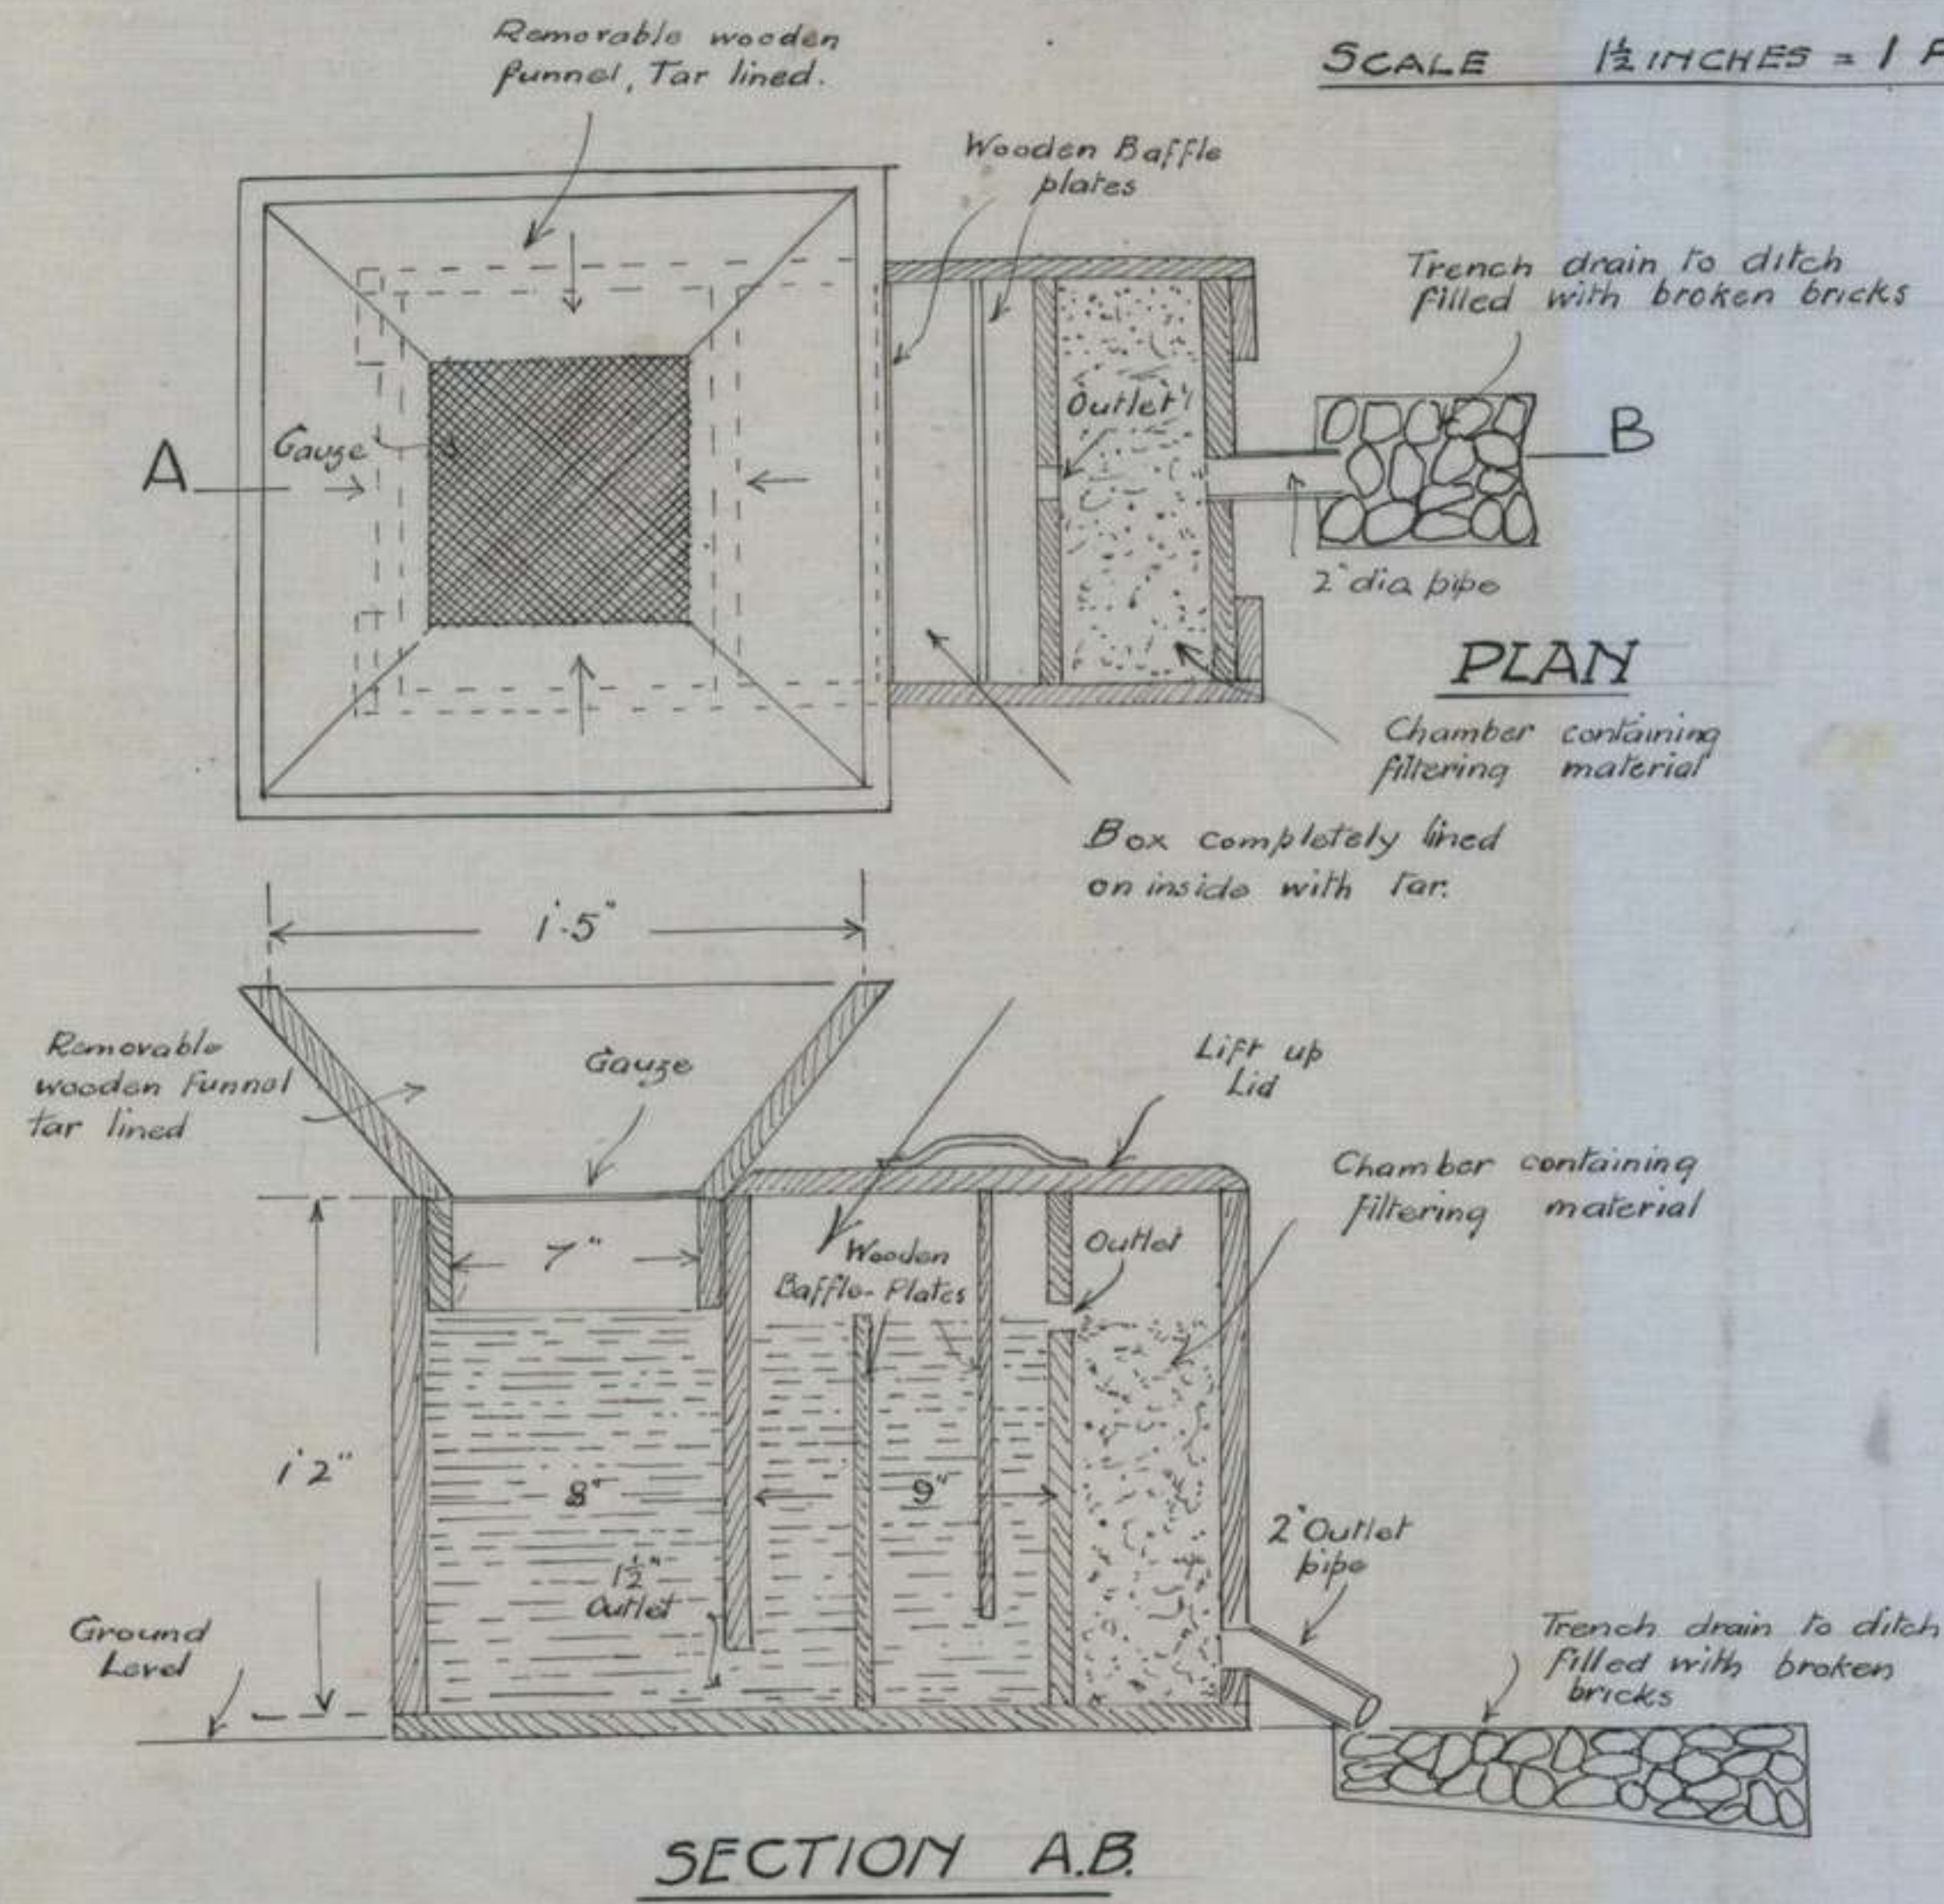 Removable wooden
funnel, Tar lined.
SCALE 1½ INCHES = 1 F
Wooden Baffle
plates
Trench drain to ditch
filled with broken bricks
Outlet
A
Gauze
B
2" dia pipe
PLAN
Chamber containing
filtering material
Box completely lined
on inside with tar.
1'.5"
Removable
wooden funnel
tar lined
Gauze
Lift up
Lid
Chamber containing
filtering material
7"
Wooden
Baffle-Plates
Outlet
1'2"
8"
9"
1½"
Outlet
2" Outlet
pipe
Ground
Level
Trench drain to ditch
filled with broken
bricks
SECTION A.B.